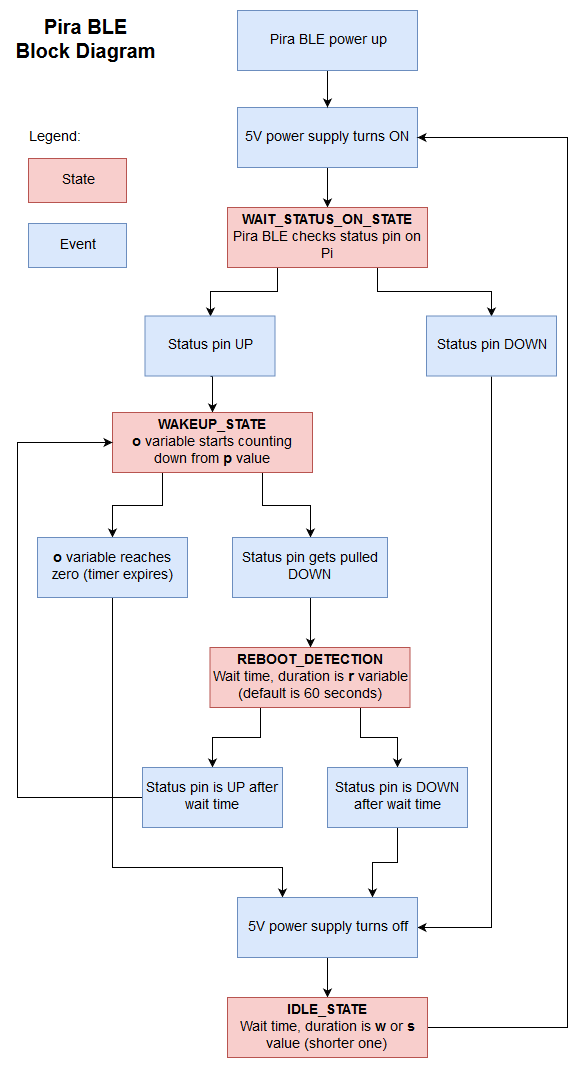 Pira BLE
Block Diagram
Pira BLE power up
Legend:
5V power supply turns ON
State
WAIT_STATUS_ON_STATE
Pira BLE checks status pin on
Pi
Event
Status pin UP
Status pin DOWN
WAKEUP_STATE
o variable starts counting
down from p value
o variable reaches
zero (timer expires)
Status pin gets pulled
DOWN
REBOOT_DETECTION
Wait time, duration is r variable
(default is 60 seconds)
Status pin is UP after
wait time
Status pin is DOWN
after wait time
5V power supply turns off
IDLE_STATE
Wait time, duration is w or s
value (shorter one)